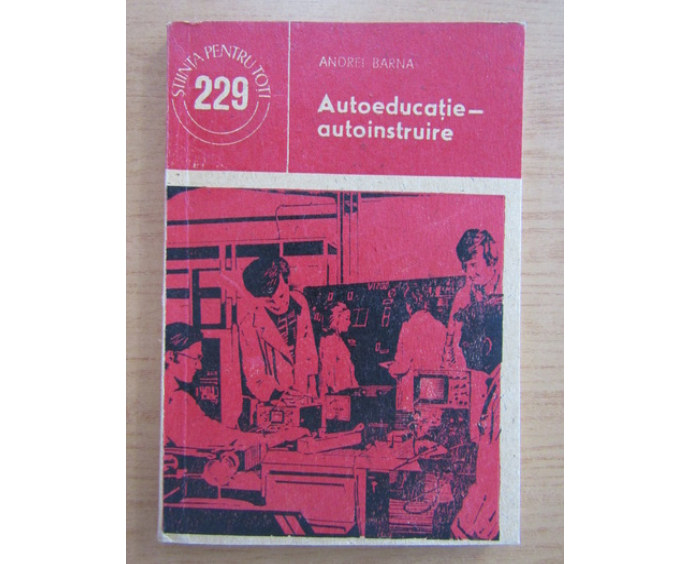 ȘTIINȚA PENTRU TOȚI
229
ANDREI BARNA
Autoeducație—
autoinstruire